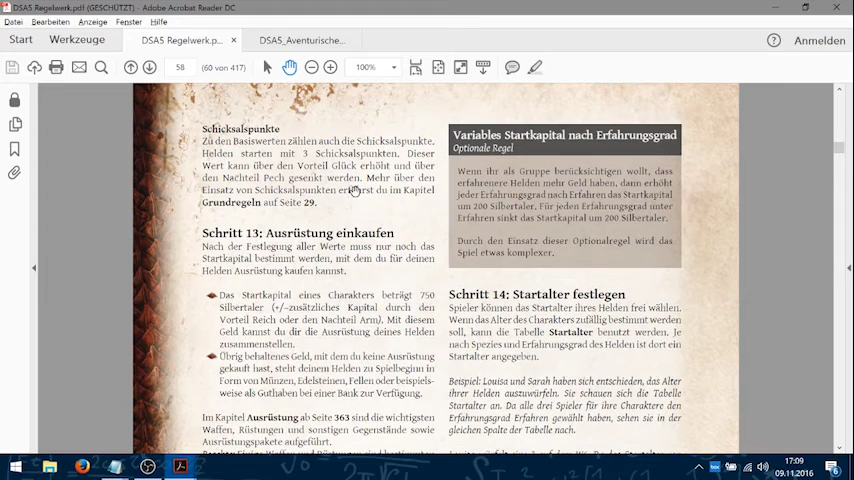 DSA5 Regelwerk.pdf (GESCHÜTZT) - Adobe Acrobat Reader DC
Datei Bearbeiten Anzeige Fenster Hilfe
Start Werkzeuge DSA5 Regelwerk.p... × DSA5_Aventurische... ? Anmelden
58 (60 von 417) 100%
Schicksalspunkte
Zu den Basiswerten zählen auch die Schicksalspunkte.
Helden starten mit 3 Schicksalspunkten. Dieser
Wert kann über den Vorteil Glück erhöht und über
den Nachteil Pech gesenkt werden. Mehr über den
Einsatz von Schicksalspunkten erfährst du im Kapitel
Grundregeln auf Seite 29.
Schritt 13: Ausrüstung einkaufen
Nach der Festlegung aller Werte muss nur noch das
Startkapital bestimmt werden, mit dem du für deinen
Helden Ausrüstung kaufen kannst.
Das Startkapital eines Charakters beträgt 750
Silbertaler (+/–zusätzliches Kapital durch den
Vorteil Reich oder den Nachteil Arm). Mit diesem
Geld kannst du dir die Ausrüstung deines Helden
zusammenstellen.
Übrig behaltenes Geld, mit dem du keine Ausrüstung
gekauft hast, steht deinem Helden zu Spielbeginn in
Form von Münzen, Edelsteinen, Fellen oder beispiels-
weise als Guthaben bei einer Bank zur Verfügung.
Im Kapitel Ausrüstung ab Seite 363 sind die wichtigsten
Waffen, Rüstungen und sonstigen Gegenstände sowie
Ausrüstungspakete aufgeführt.
Variables Startkapital nach Erfahrungsgrad
Optionale Regel
Wenn ihr als Gruppe berücksichtigen wollt, dass
erfahrenere Helden mehr Geld haben, dann erhöht
jeder Erfahrungsgrad nach Erfahren das Startkapital
um 200 Silbertaler. Für jeden Erfahrungsgrad unter
Erfahren sinkt das Startkapital um 200 Silbertaler.
Durch den Einsatz dieser Optionalregel wird das
Spiel etwas komplexer.
Schritt 14: Startalter festlegen
Spieler können das Startalter ihres Helden frei wählen.
Wenn das Alter des Charakters zufällig bestimmt werden
soll, kann die Tabelle Startalter benutzt werden. Je
nach Spezies und Erfahrungsgrad des Helden ist dort ein
Startalter angegeben.
Beispiel: Louisa und Sarah haben sich entschieden, das Alter
ihrer Helden auszuwürfeln. Sie schauen sich die Tabelle
Startalter an. Da alle drei Spieler für ihre Charaktere den
Erfahrungsgrad Erfahren gewählt haben, sehen sie in der
gleichen Spalte der Tabelle nach.
17:09
09.11.2016